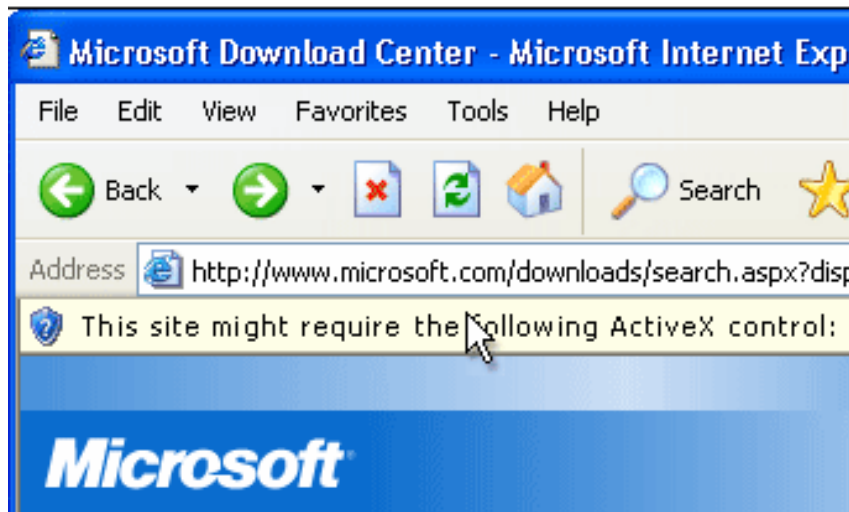 Microsoft Download Center - Microsoft Internet Exp
File Edit View Favorites Tools Help
Back Search
Address http://www.microsoft.com/downloads/search.aspx?disp
This site might require the following ActiveX control:
Microsoft